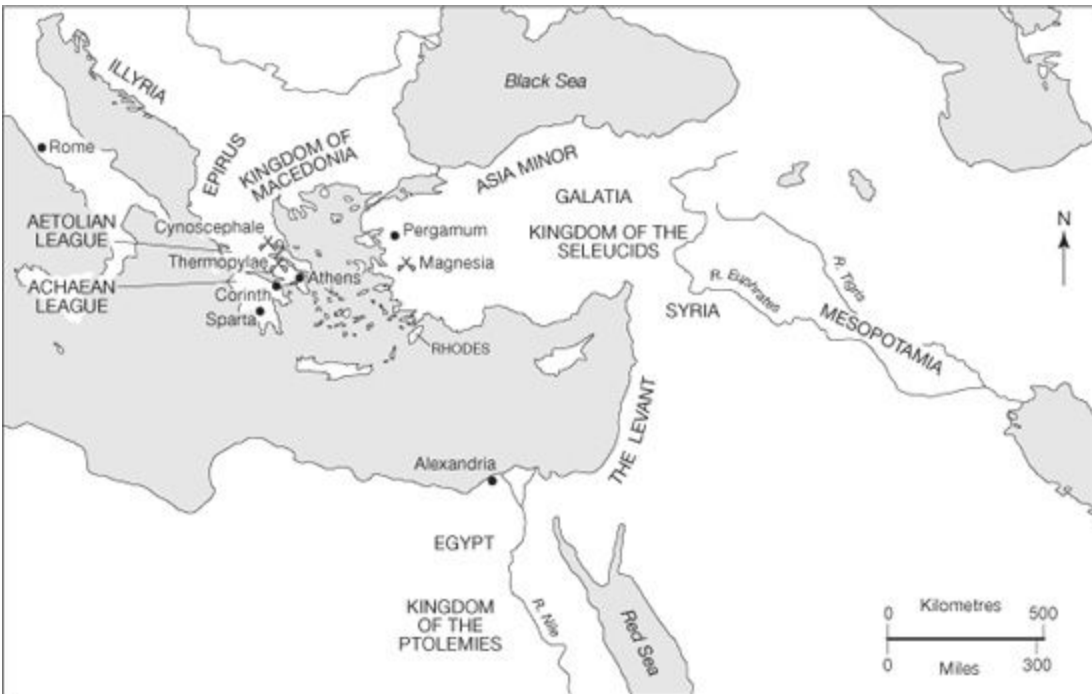 Black Sea
ILLYRIA
Rome
EPIRUS
KINGDOM OF
MACEDONIA
ASIA MINOR
GALATIA
N
AETOLIAN
LEAGUE
Cynoscephale
Pergamum
KINGDOM OF THE
SELEUCIDS
Thermopylae
Magnesia
ACHAEAN
LEAGUE
Athens
Corinth
Sparta
R. Euphrates
R. Tigris
SYRIA
MESOPOTAMIA
RHODES
THE LEVANT
Alexandria
EGYPT
KINGDOM
OF THE
PTOLEMIES
R. Nile
Red Sea
0 Kilometres 500
0 Miles 300